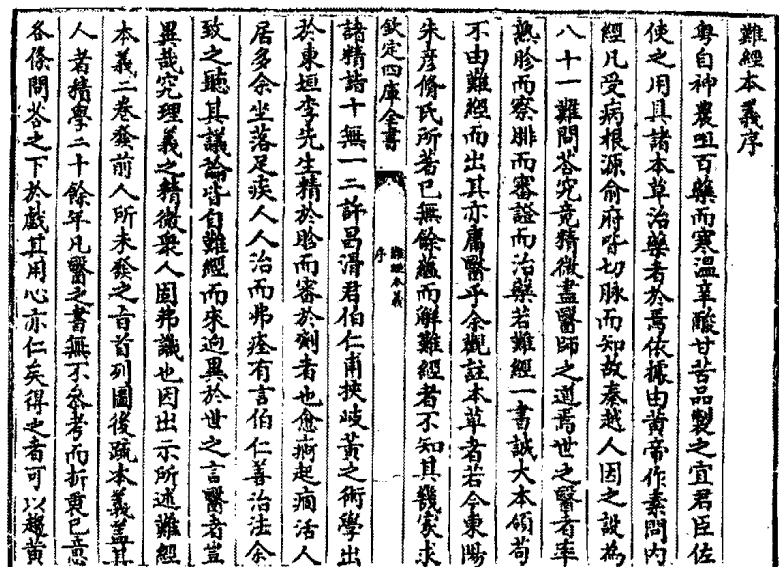 難經本義序
粤自神農咀百藥而寒溫辛酸甘苦品製之宜君臣佐
使之用具諸本草治藥者於焉依據由黄帝作素問内
經凡受病根源俞府皆切脉而知故秦越人因之設為
八十一難問荅究竟精微盡醫師之道焉世之醫者率
熟胗而察腓而審證而治藥若難經一書誠大本領苟
不由難經而出其亦庸醫乎余觀註本草者若今東陽
朱彦脩氏所著已無餘藴而解難經者不知其幾家求
欽定四庫全書
難經本義
序
諸精詣十無一二許昌滑君伯仁甫挾岐黄之術學出
於東垣李先生精於胗而審於劑者也愈痾起痼活人
居多余坐落足疾人人治而弗痊有言伯仁善治法余
致之聽其議論皆自難經而來迥異於世之言醫者豈
異哉究理義之精微衆人固弗識也因出示所述難經
本義二卷發前人所未發之旨首列圖後疏本義盖其
人者精學二十餘年凡醫之書無不參考而折衷已意
各條問荅之下於戲其用心亦仁矣得之者可以趨黄